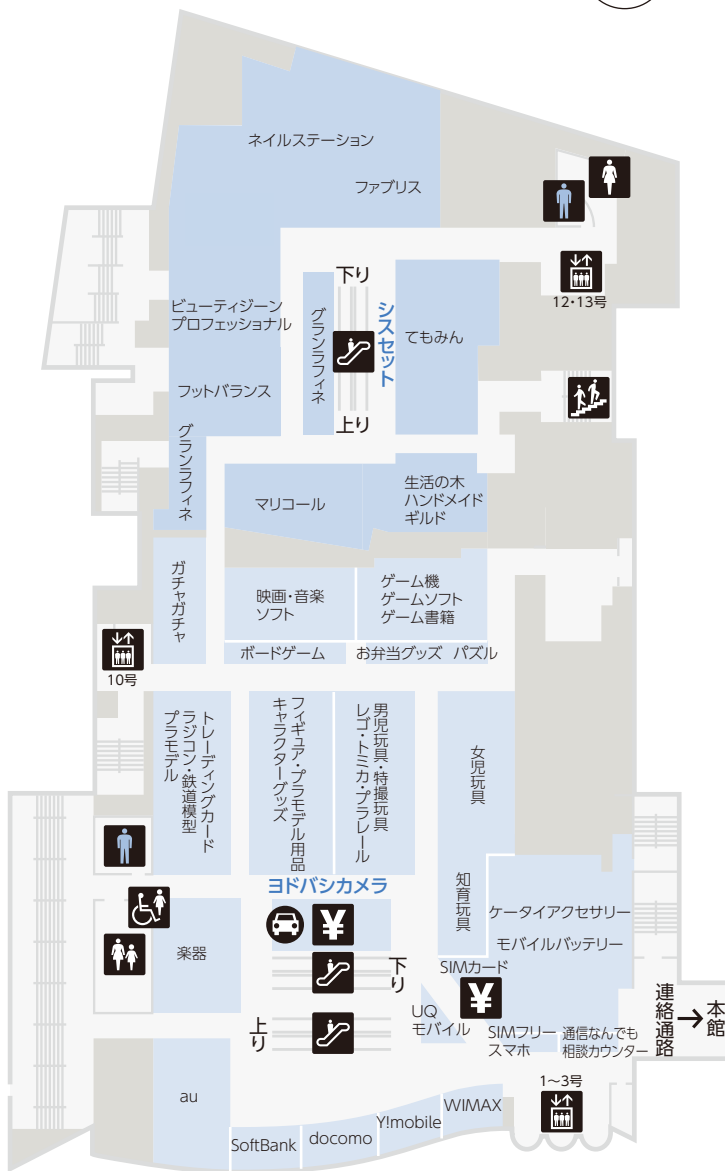 ネイルステーション
ファブリス
12・13号
下り
シスセット
上り
グランラフィネ
てもみん
ビューティジーン
プロフェッショナル
フットバランス
グランラフィネ
マリコール
生活の木
ハンドメイド
ギルド
ガチャガチャ
映画・音楽
ソフト
ゲーム機
ゲームソフト
ゲーム書籍
ボードゲーム
お弁当グッズ パズル
10号
トレーディングカード
ラジコン・鉄道模型
プラモデル
フィギュア・プラモデル用品
キャラクターグッズ
男児玩具・特撮玩具
レゴ・トミカ・プラレール
女児玩具
知育玩具
ヨドバシカメラ
¥
楽器
下り
上り
ケータイアクセサリー
モバイルバッテリー
SIMカード
¥
UQ
モバイル
SIMフリー
スマホ
通信なんでも
相談カウンター
連絡通路
→
本館
1〜3号
au
SoftBank
docomo
Y!mobile
WIMAX